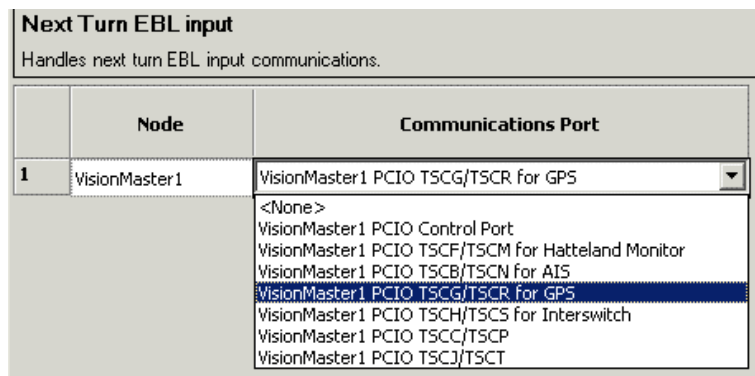 Next Turn EBL input
Handles next turn EBL input communications.
Node Communications Port
1 VisionMaster1 VisionMaster1 PCIO TSCG/TSCR for GPS
<None>
VisionMaster1 PCIO Control Port
VisionMaster1 PCIO TSCF/TSCM for Hatteland Monitor
VisionMaster1 PCIO TSCB/TSCN for AIS
VisionMaster1 PCIO TSCG/TSCR for GPS
VisionMaster1 PCIO TSCH/TSCS for Interswitch
VisionMaster1 PCIO TSCC/TSCP
VisionMaster1 PCIO TSCJ/TSCT